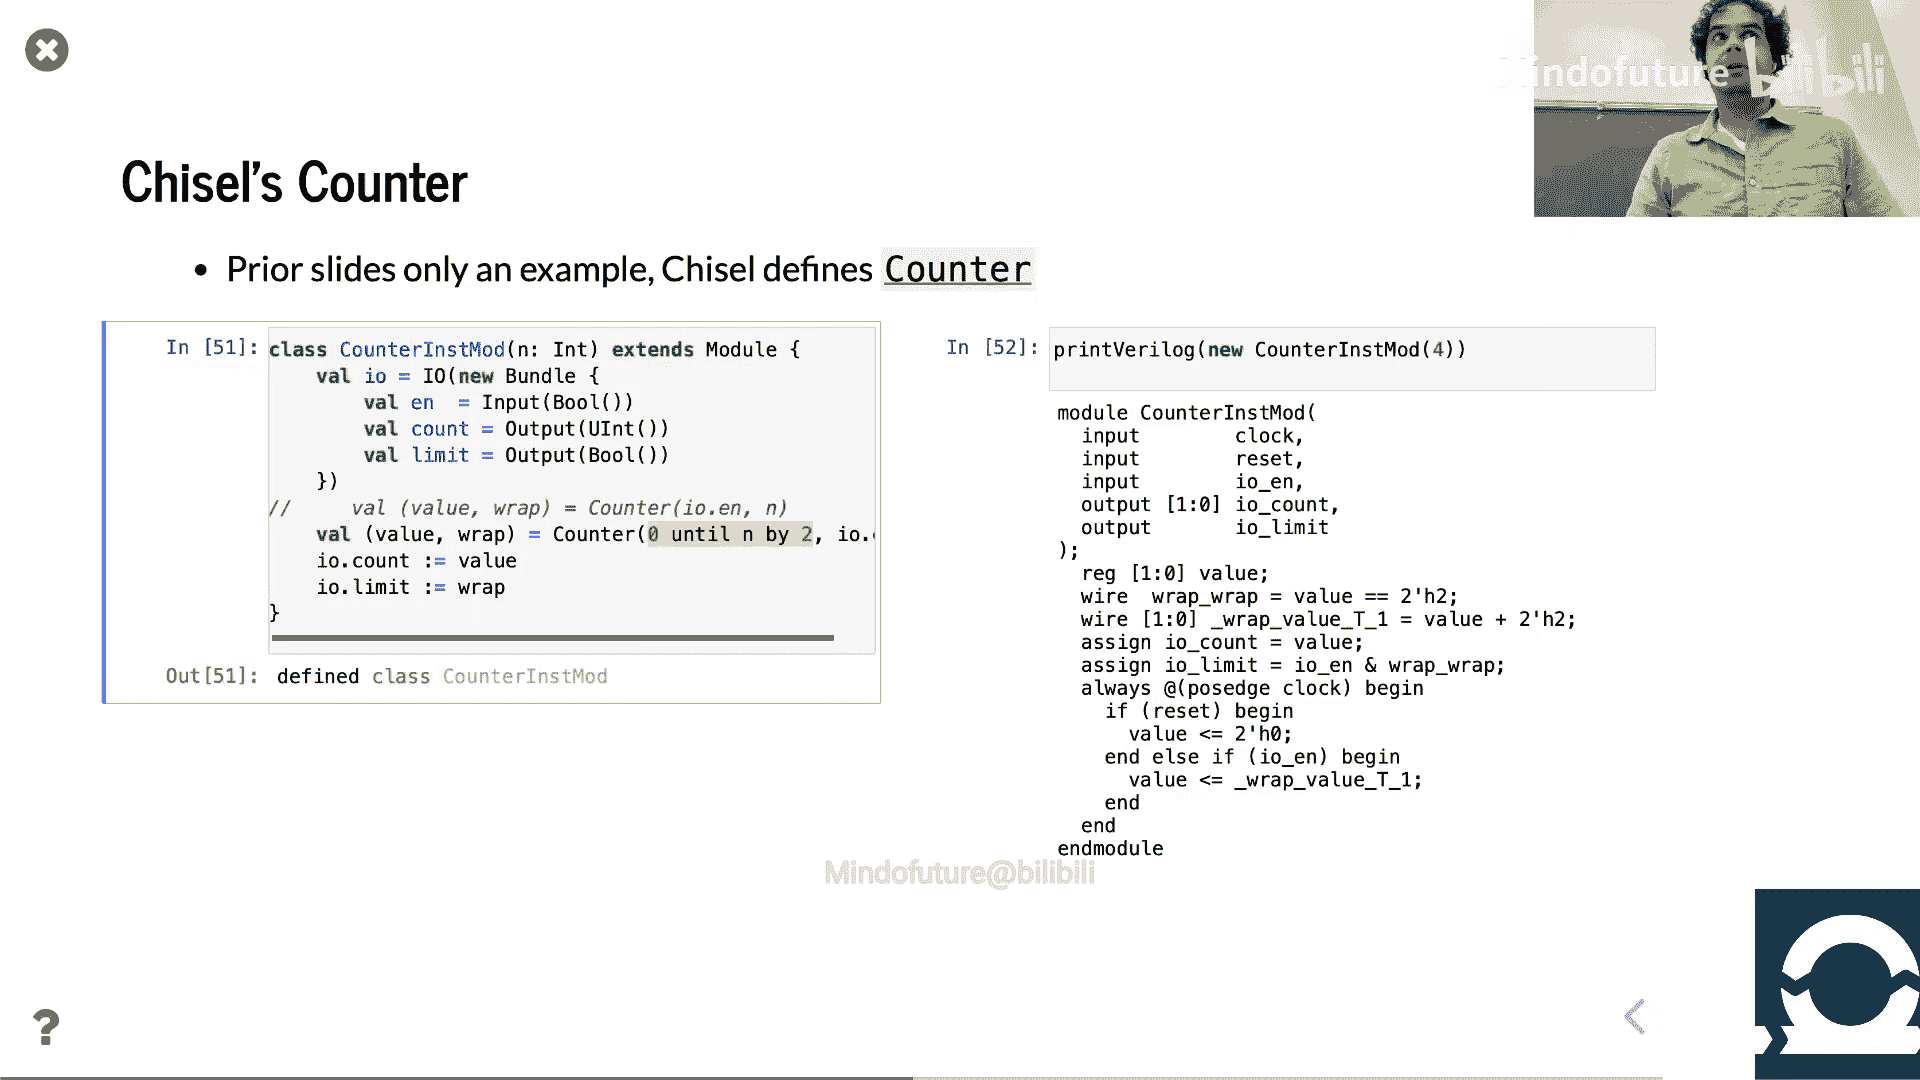 Mindofuture bilibili
Chisel's Counter
• Prior slides only an example, Chisel defines Counter
In [51]:
class CounterInstMod(n: Int) extends Module {
    val io = IO(new Bundle {
        val en  = Input(Bool())
        val count = Output(UInt())
        val limit = Output(Bool())
    })
//     val (value, wrap) = Counter(io.en, n)
    val (value, wrap) = Counter(0 until n by 2, io.
    io.count := value
    io.limit := wrap
}
Out[51]: defined class CounterInstMod
In [52]: printVerilog(new CounterInstMod(4))
module CounterInstMod(
  input        clock,
  input        reset,
  input        io_en,
  output [1:0] io_count,
  output       io_limit
);
  reg [1:0] value;
  wire  wrap_wrap = value == 2'h2;
  wire [1:0] _wrap_value_T_1 = value + 2'h2;
  assign io_count = value;
  assign io_limit = io_en & wrap_wrap;
  always @(posedge clock) begin
    if (reset) begin
      value <= 2'h0;
    end else if (io_en) begin
      value <= _wrap_value_T_1;
    end
  end
endmodule
Mindofuture@bilibili
?